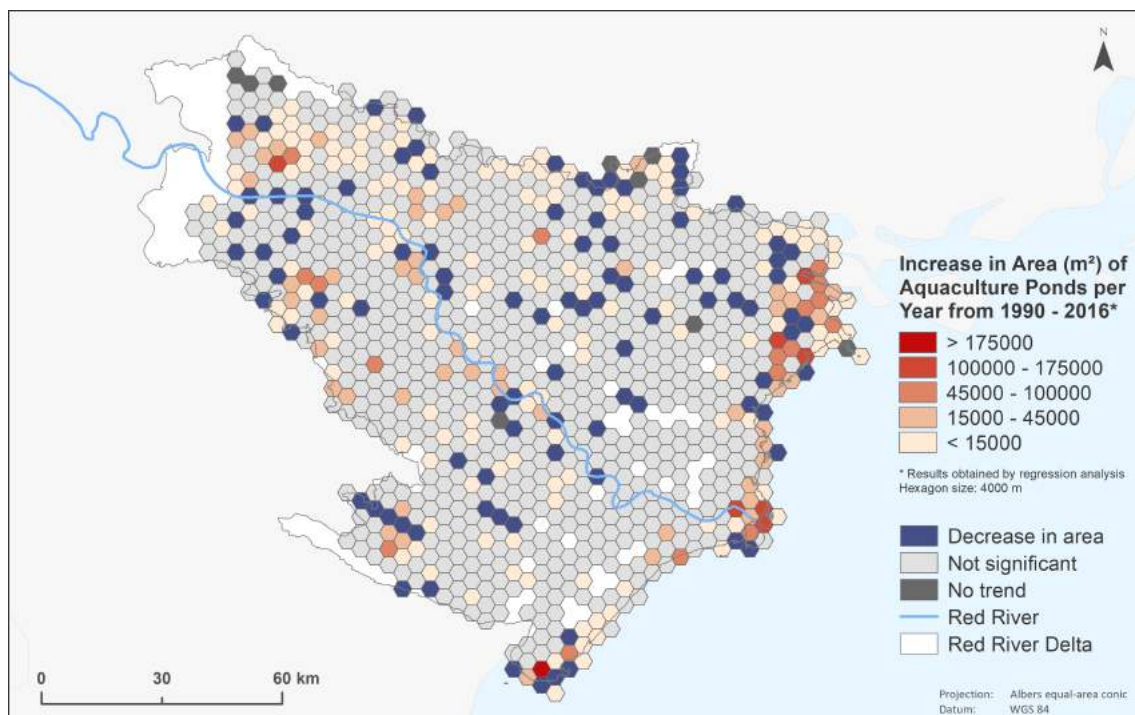 N
Increase in Area (m²) of
Aquaculture Ponds per
Year from 1990 - 2016*
> 175000
100000 - 175000
45000 - 100000
15000 - 45000
< 15000
* Results obtained by regression analysis
Hexagon size: 4000 m
Decrease in area
Not significant
No trend
Red River
Red River Delta
0 30 60 km
Projection: Albers equal-area conic
Datum: WGS 84